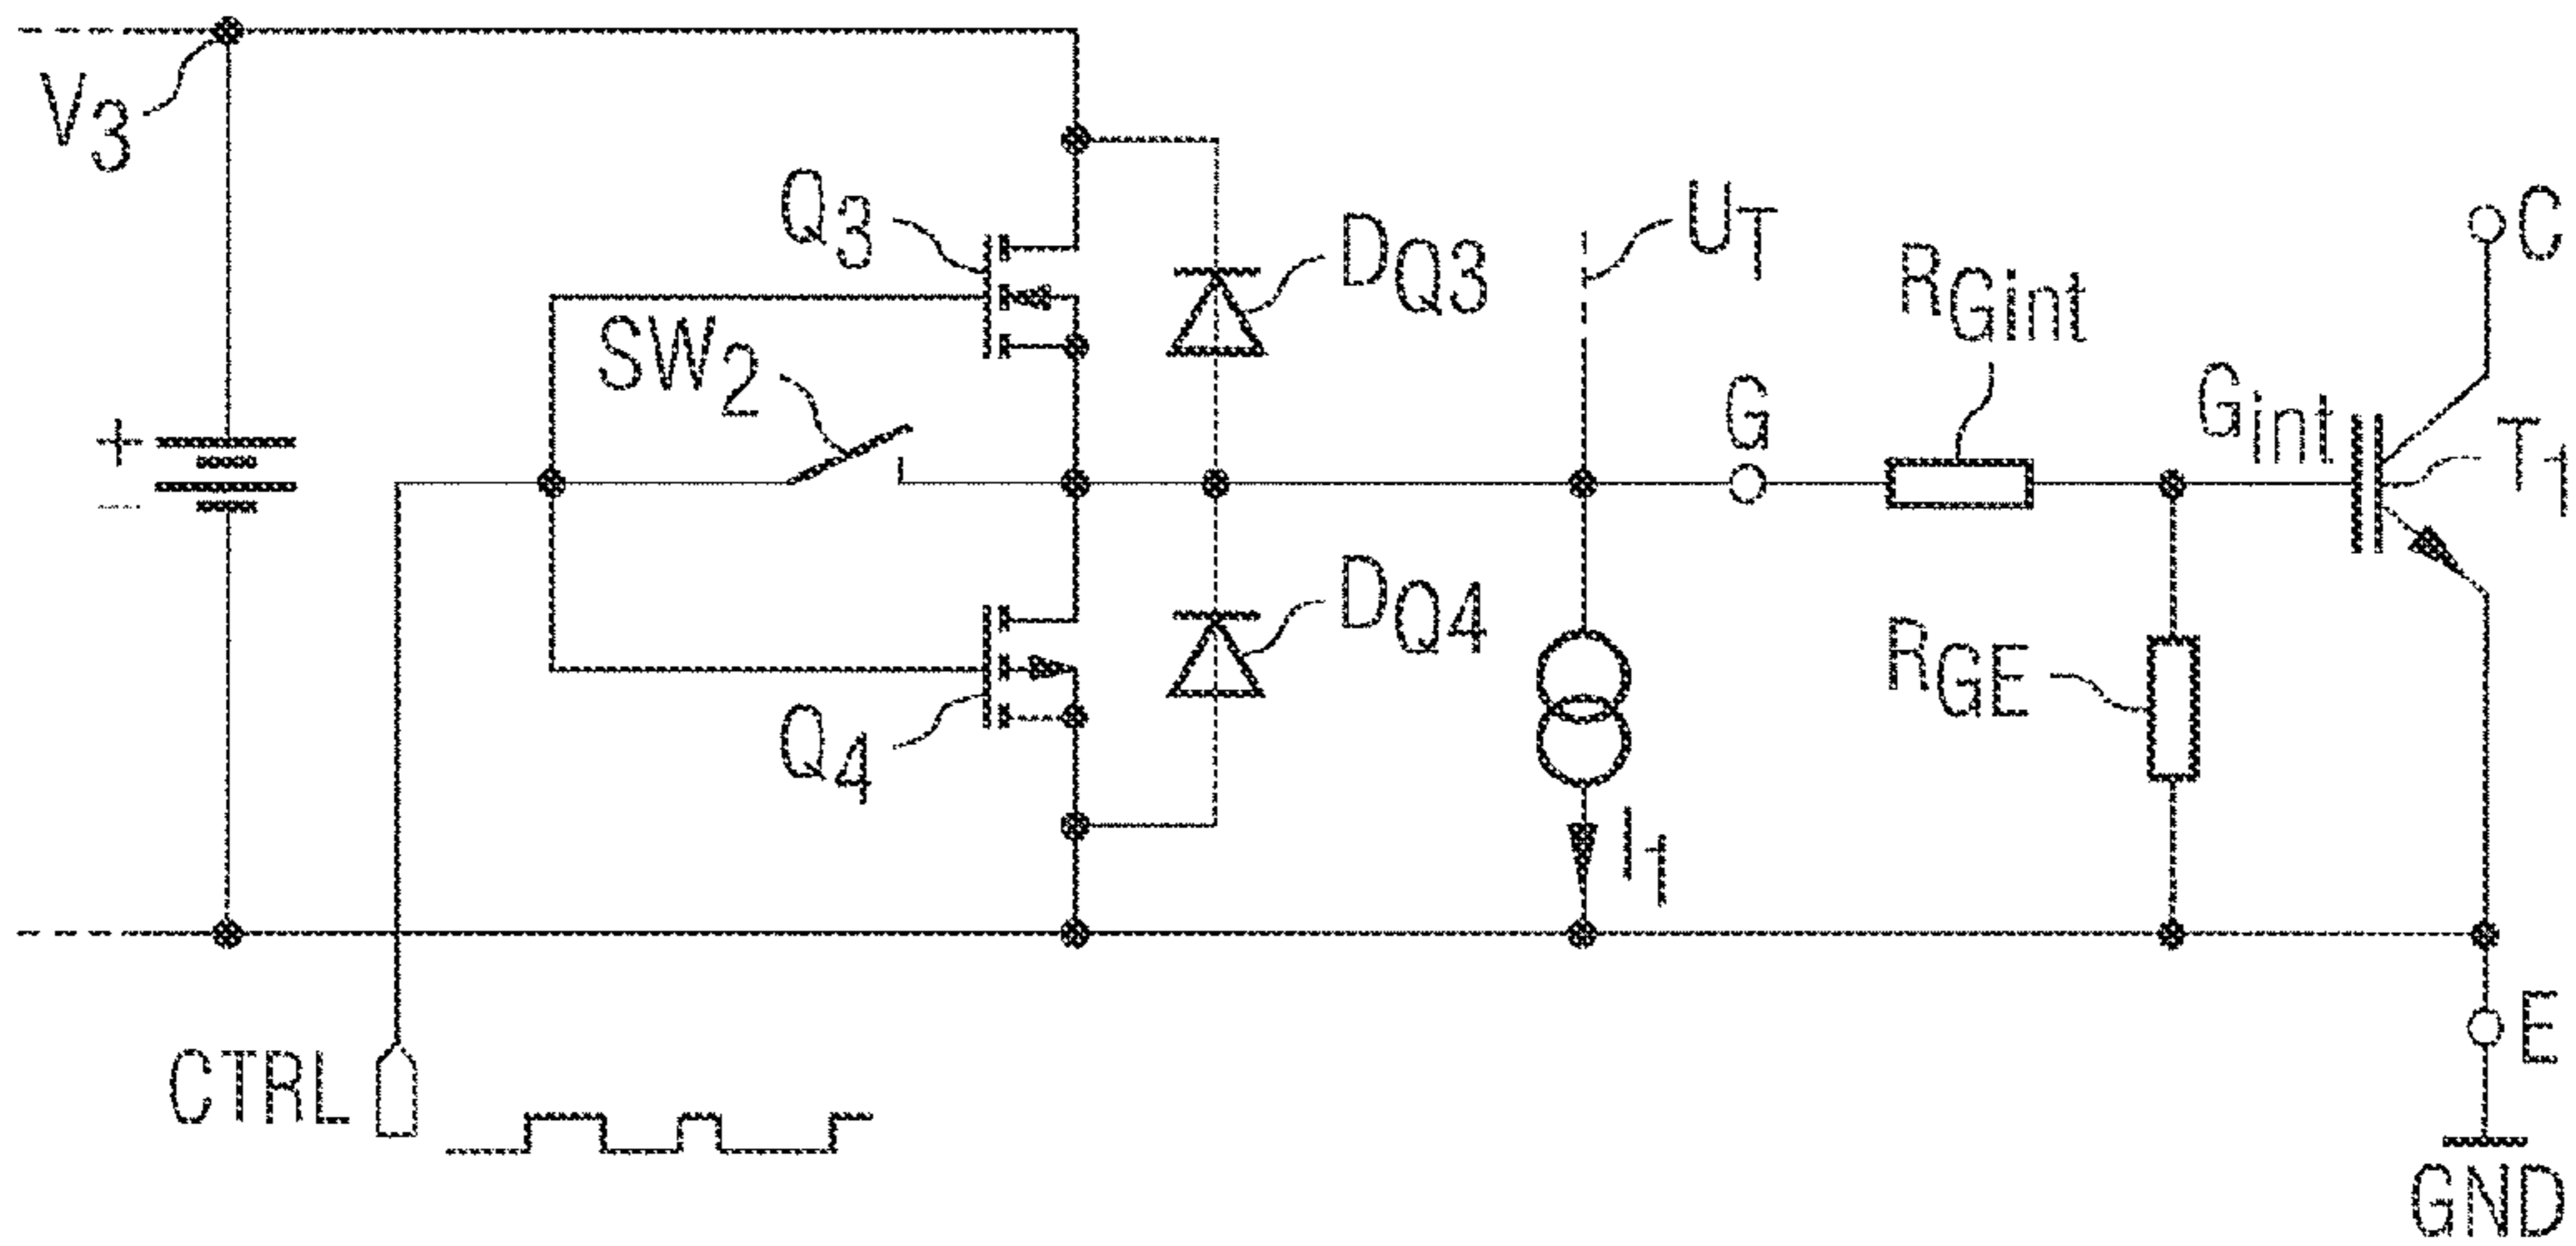 V3
+
-
Q3
SW2
Q4
DQ3
DQ4
UT
I1
G
RGint
RGE
Gint
T1
C
E
GND
CTRL